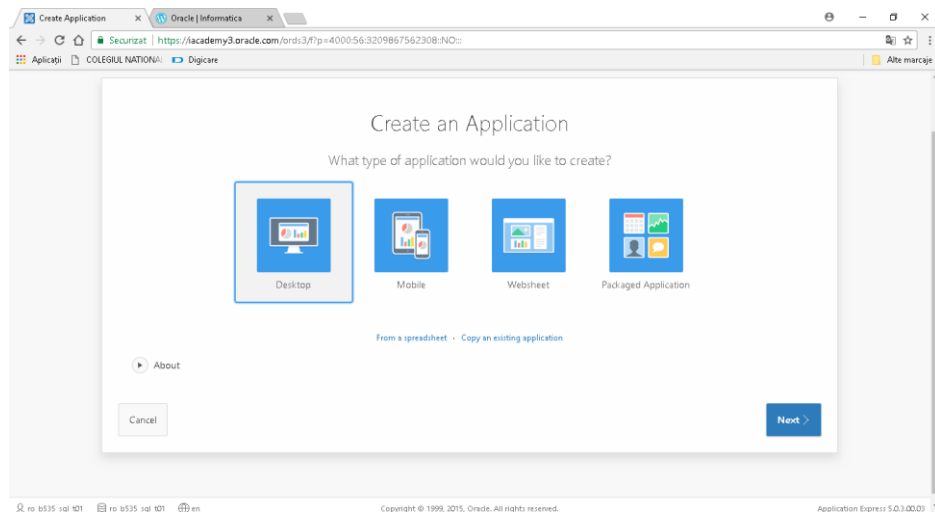 Create Application
Oracle | Informatica
Securizat | https://iacademy3.oracle.com/ords3/f?p=4000:56:3209867562308::NO:::
Aplicații COLEGIUL NATIONAL Digicare Alte marcaje
Create an Application
What type of application would you like to create?
Desktop Mobile Websheet Packaged Application
From a spreadsheet Copy an existing application
About
Cancel Next
ro_b535_sql_t01 ro_b535_sql_t01 en Copyright © 1999, 2015, Oracle. All rights reserved. Application Express 5.0.3.00.03